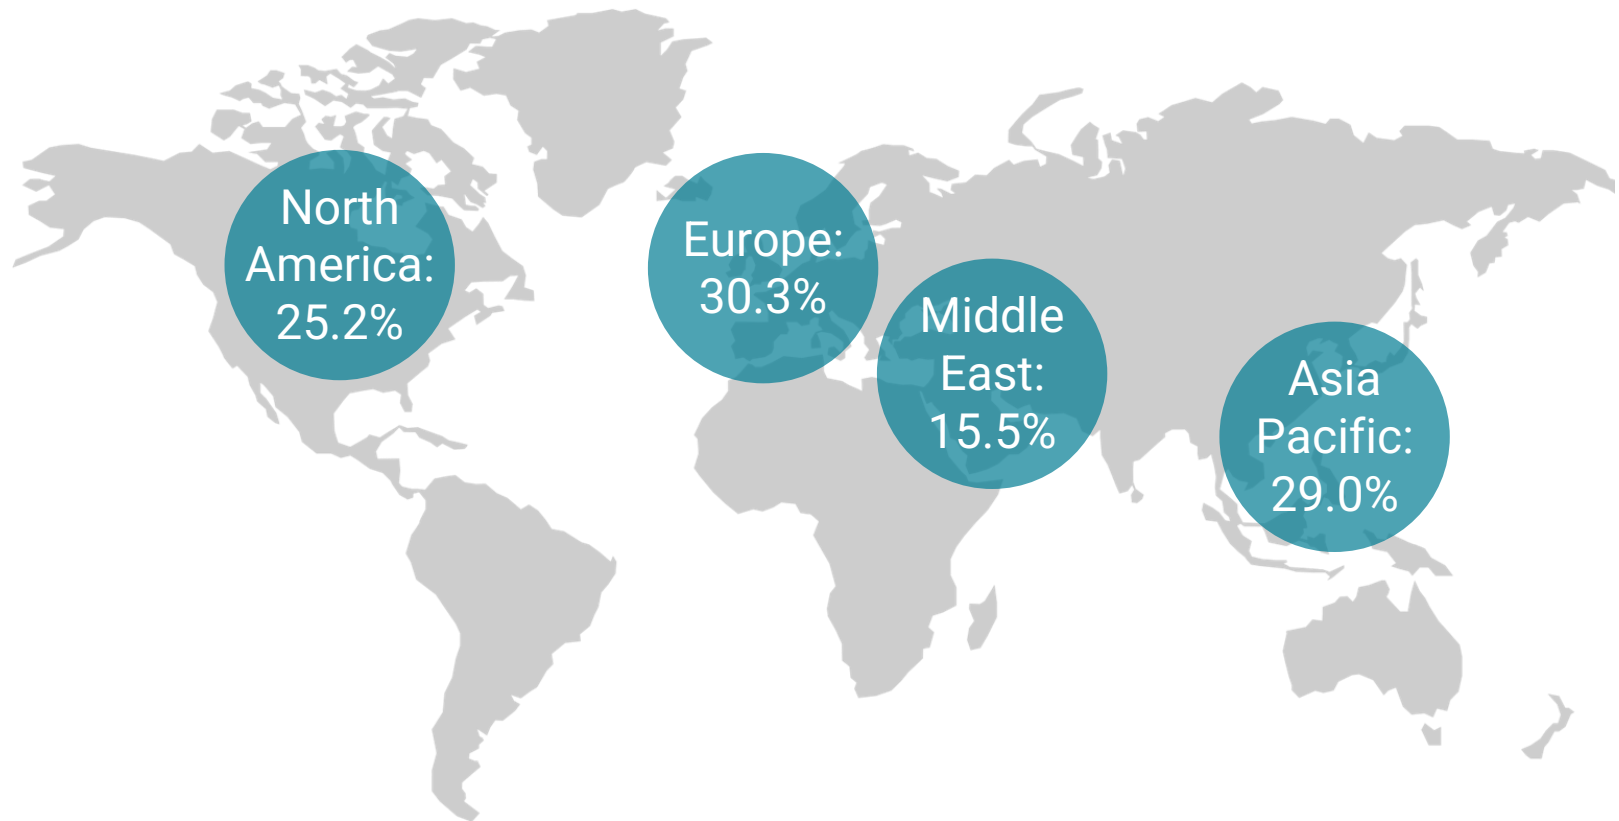 North
America:
25.2%
Europe:
30.3%
Middle
East:
15.5%
Asia
Pacific:
29.0%